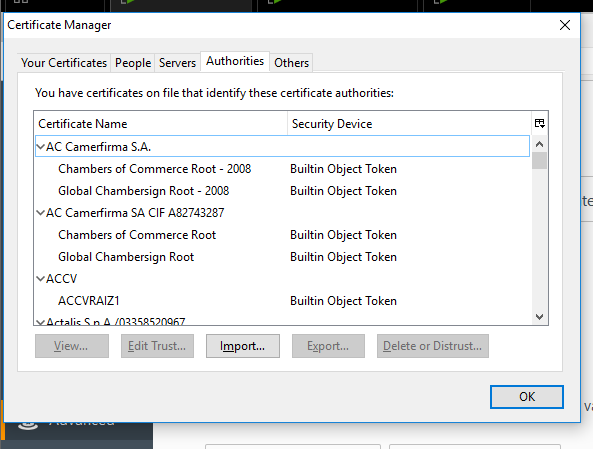 Certificate Manager
Your Certificates People Servers Authorities Others
You have certificates on file that identify these certificate authorities:
Certificate Name Security Device
AC Camerfirma S.A.
Chambers of Commerce Root - 2008 Builtin Object Token
Global Chambersign Root - 2008 Builtin Object Token
AC Camerfirma SA CIF A82743287
Chambers of Commerce Root Builtin Object Token
Global Chambersign Root Builtin Object Token
ACCV
ACCVRAIZ1 Builtin Object Token
Actalis S.p.A./03358520967
View... Edit Trust... Import... Export... Delete or Distrust...
OK
Advanced